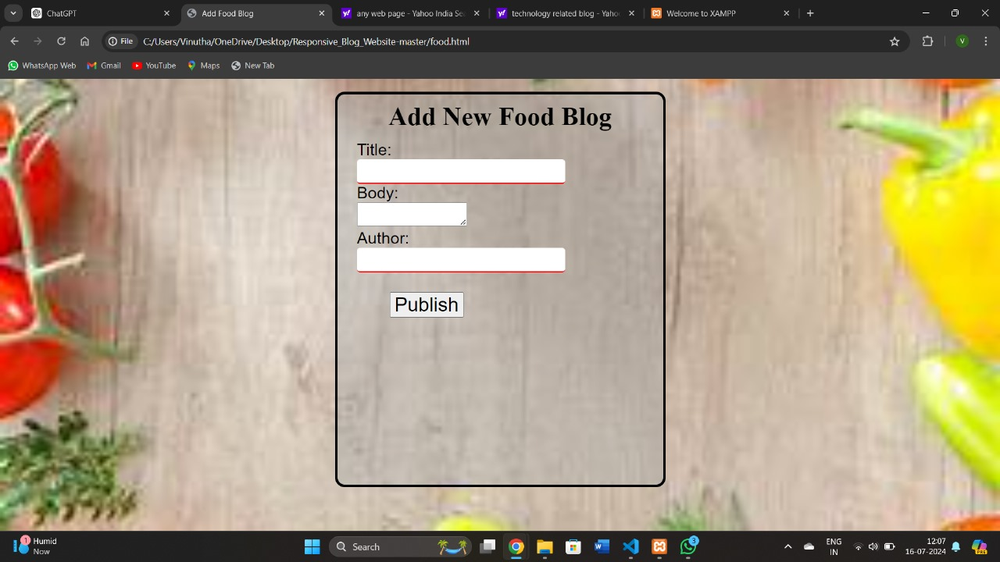 ChatGPT
Add Food Blog
any web page - Yahoo India Se
technology related blog - Yaho
Welcome to XAMPP
File
C:/Users/Vinutha/OneDrive/Desktop/Responsive_Blog_Website-master/food.html
V
WhatsApp Web
Gmail
YouTube
Maps
New Tab
Add New Food Blog
Title:
Body:
Author:
Publish
1
Humid
Now
Search
3
ENG
IN
12:07
16-07-2024
PRE